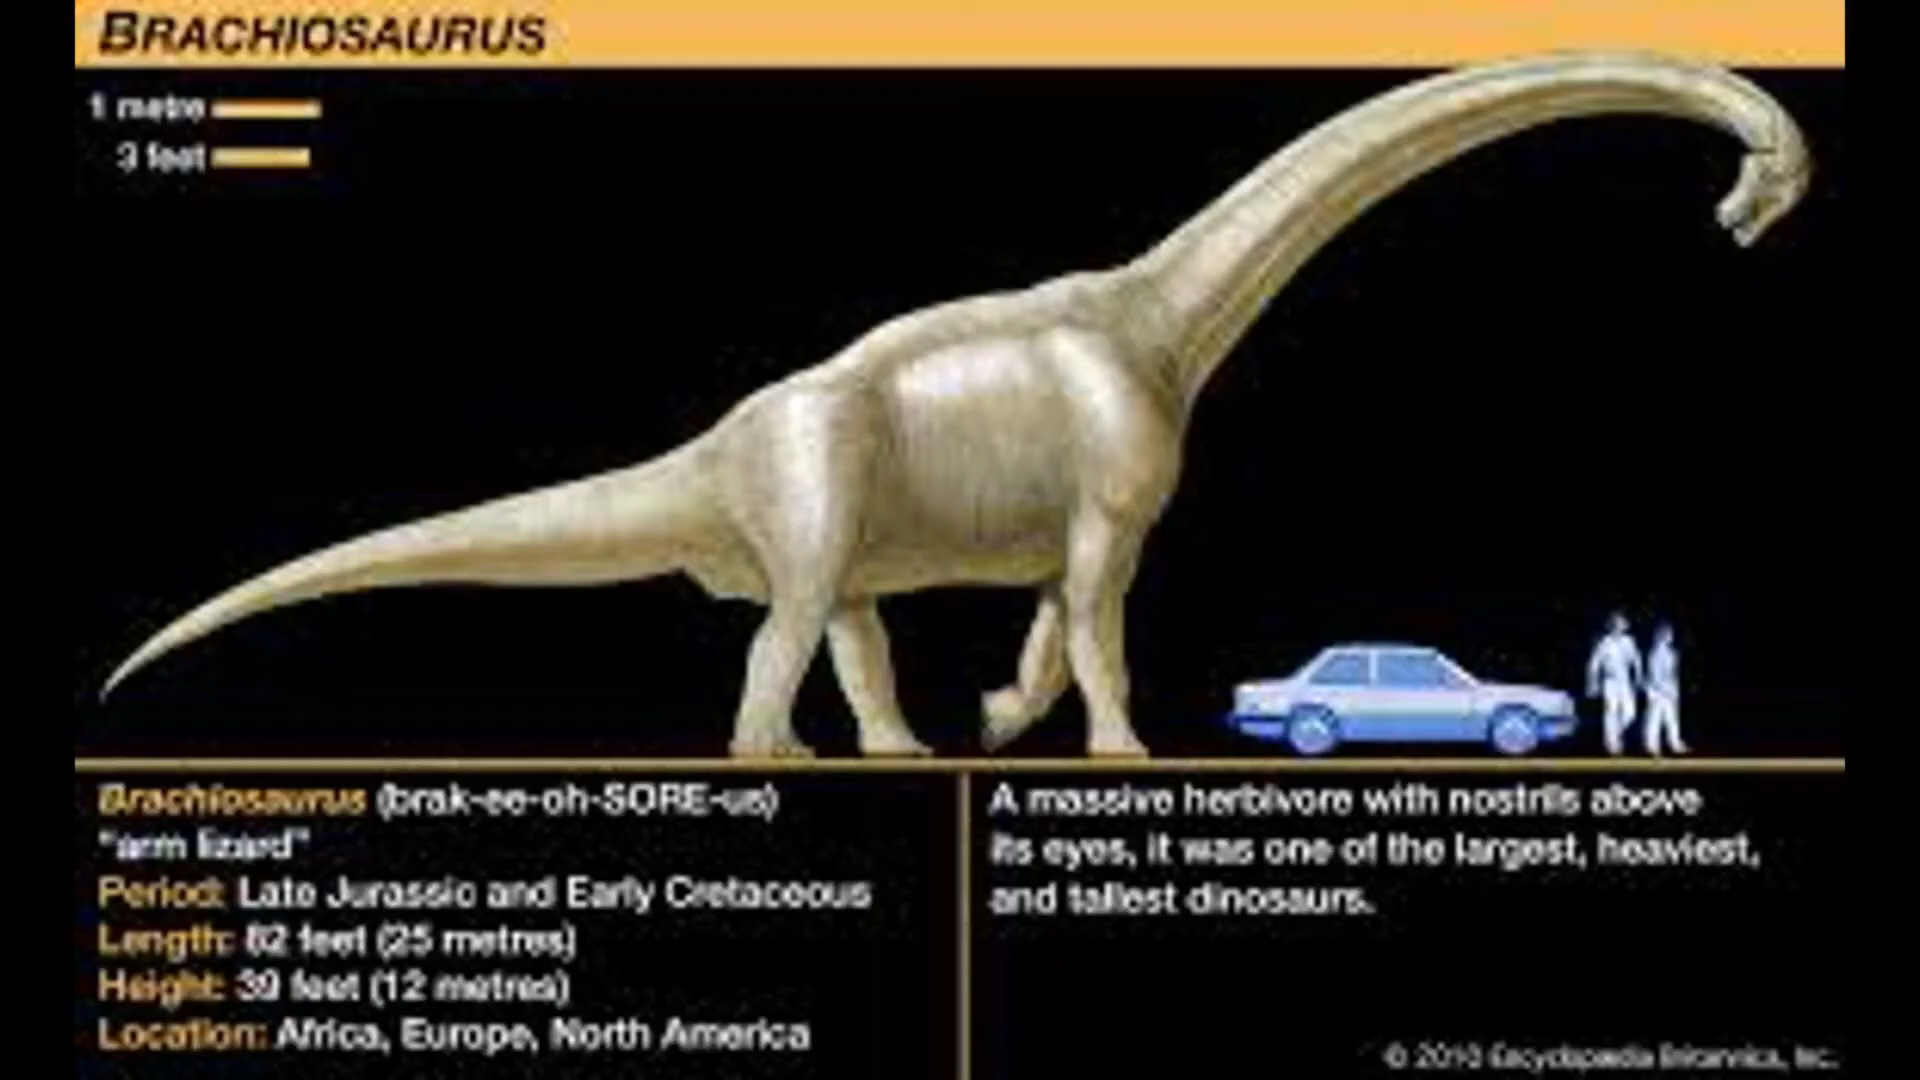 BRACHIOSAURUS
1 metre
3 feet
Brachiosaurus (brak-ee-oh-SORE-us)
"arm lizard"
Period: Late Jurassic and Early Cretaceous
Length: 82 feet (25 metres)
Height: 39 feet (12 metres)
Location: Africa, Europe, North America
A massive herbivore with nostrils above
its eyes, it was one of the largest, heaviest,
and tallest dinosaurs.
© 2010 Encyclopædia Britannica, Inc.